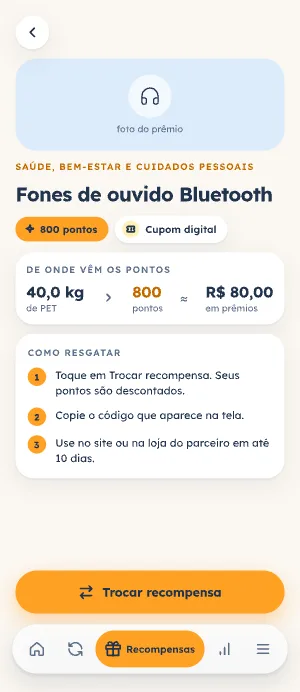 foto do prêmio
SAÚDE, BEM-ESTAR E CUIDADOS PESSOAIS
Fones de ouvido Bluetooth
800 pontos
Cupom digital
DE ONDE VÊM OS PONTOS
40,0 kg > 800 ≈ R$ 80,00
de PET pontos em prêmios
COMO RESGATAR
1 Toque em Trocar recompensa. Seus
pontos são descontados.
2 Copie o código que aparece na tela.
3 Use no site ou na loja do parceiro em até
10 dias.
Trocar recompensa
Recompensas